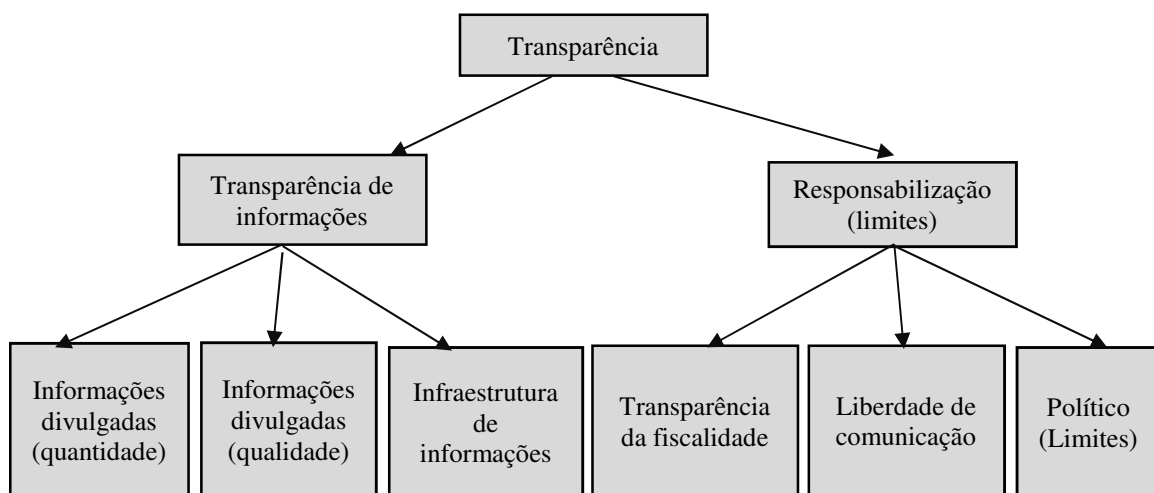 Transparência
Transparência de
informações
Responsabilização
(limites)
Informações
divulgadas
(quantidade)
Informações
divulgadas
(qualidade)
Infraestrutura
de
informações
Transparência
da fiscalidade
Liberdade de
comunicação
Político
(Limites)